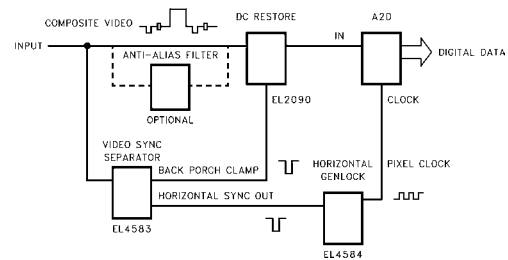 COMPOSITE VIDEO
DC RESTORE
A2D
INPUT
IN
ANTI-ALIAS FILTER
DIGITAL DATA
EL2090
CLOCK
OPTIONAL
VIDEO SYNC
SEPARATOR
BACK PORCH CLAMP
HORIZONTAL
GENLOCK
PIXEL CLOCK
HORIZONTAL SYNC OUT
EL4583
EL4584